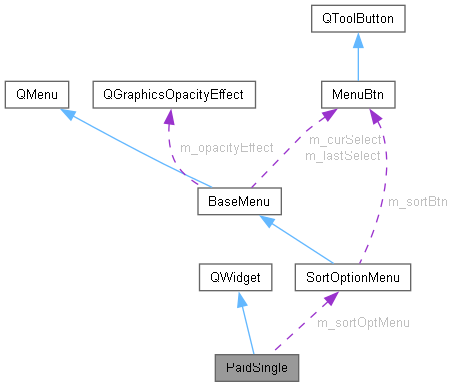 QToolButton
QMenu
QGraphicsOpacityEffect
MenuBtn
m_opacityEffect
m_curSelect
m_lastSelect
BaseMenu
m_sortBtn
QWidget
SortOptionMenu
m_sortOptMenu
PaidSingle